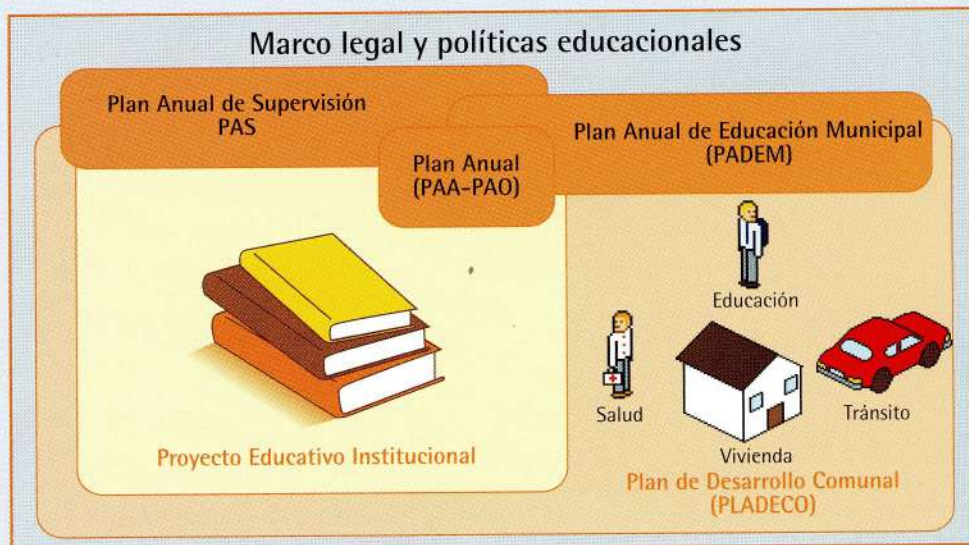 Marco legal y políticas educacionales
Plan Anual de Supervisión
PAS
Plan Anual
(PAA-PAO)
Plan Anual de Educación Municipal
(PADEM)
Educación
Salud
Vivienda
Tránsito
Proyecto Educativo Institucional
Plan de Desarrollo Comunal
(PLADECO)